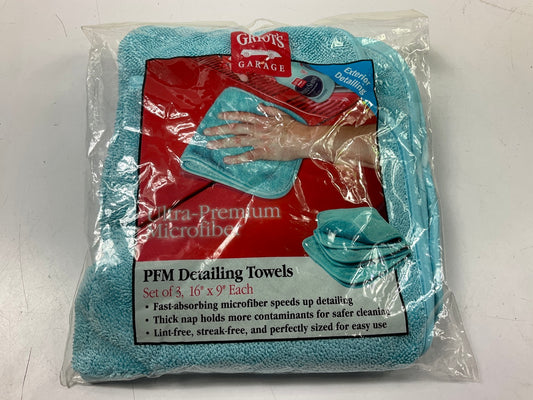 GRIOT'S
GARAGE
Exterior
Detailing
Ultra-Premium
Microfiber
PFM Detailing Towels
Set of 3, 16" x 9" Each
• Fast-absorbing microfiber speeds up detailing
• Thick nap holds more contaminants for safer cleaning
• Lint-free, streak-free, and perfectly sized for easy use